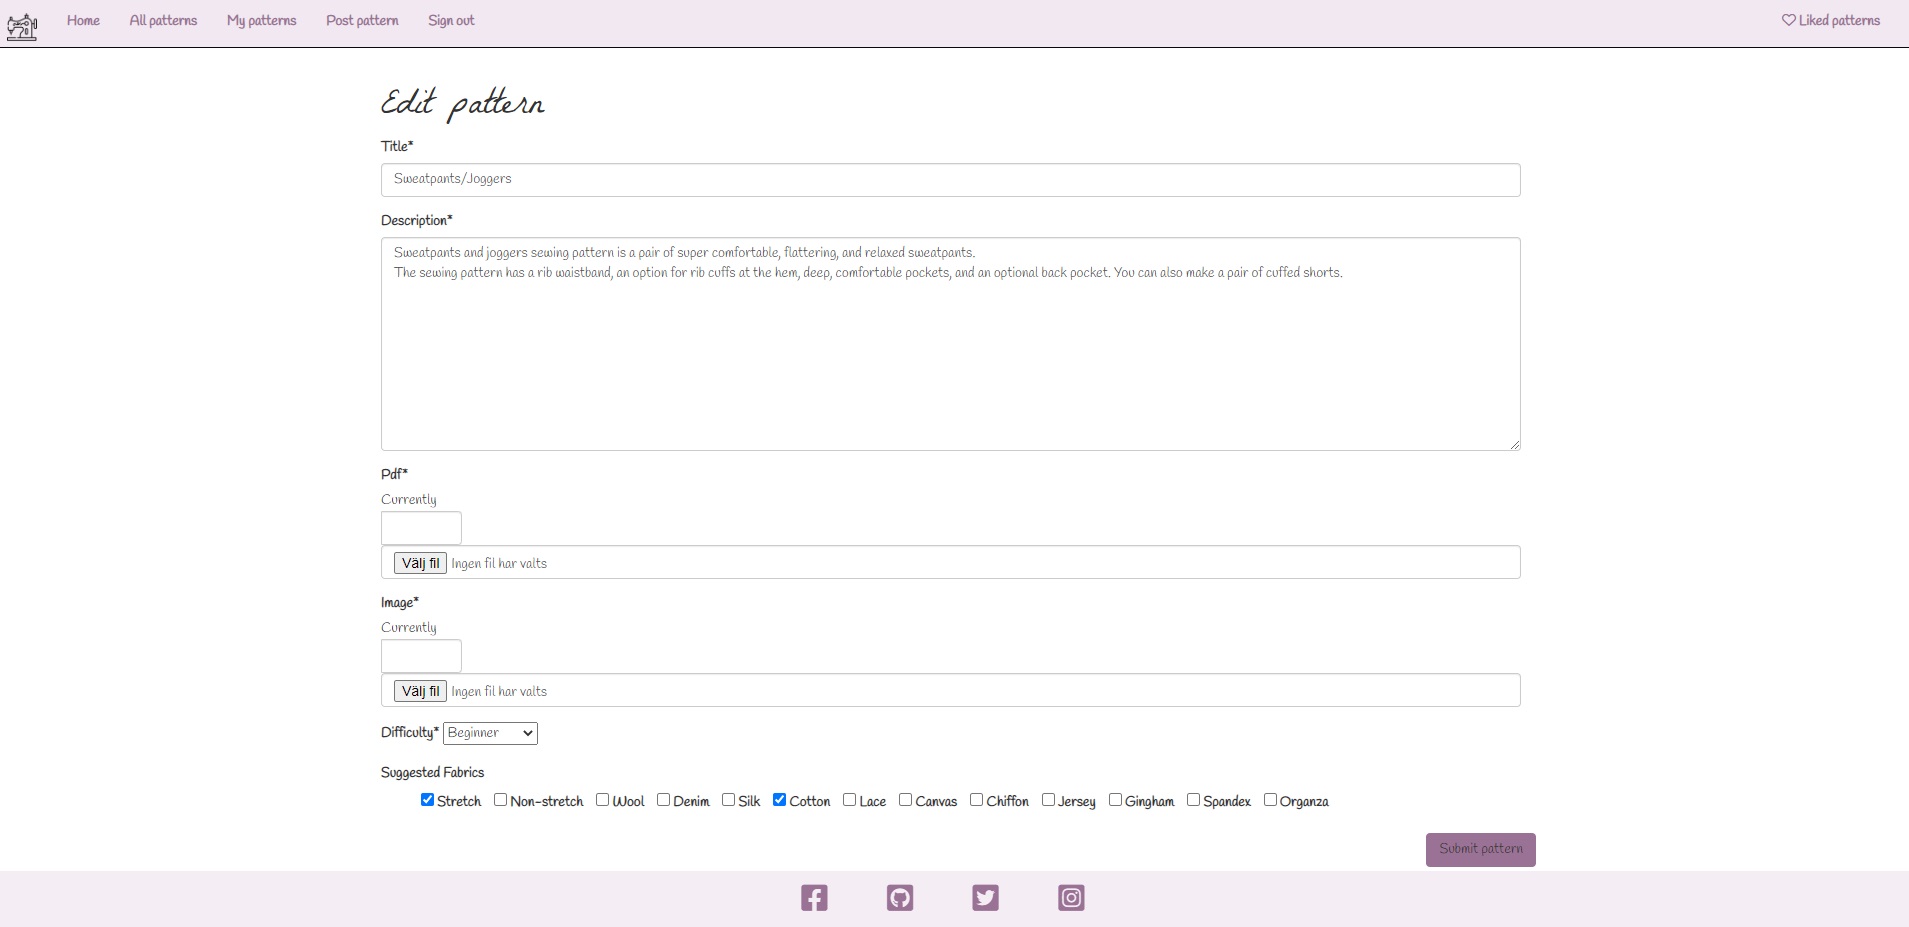 Home All patterns My patterns Post pattern Sign out Liked patterns
Edit pattern
Title*
Sweatpants/Joggers
Description*
Sweatpants and joggers sewing pattern is a pair of super comfortable, flattering, and relaxed sweatpants.
The sewing pattern has a rib waistband, an option for rib cuffs at the hem, deep, comfortable pockets, and an optional back pocket. You can also make a pair of cuffed shorts.
Pdf*
Currently
Välj fil Ingen fil har valts
Image*
Currently
Välj fil Ingen fil har valts
Difficulty* Beginner
Suggested Fabrics
Stretch Non-stretch Wool Denim Silk Cotton Lace Canvas Chiffon Jersey Gingham Spandex Organza
Submit pattern